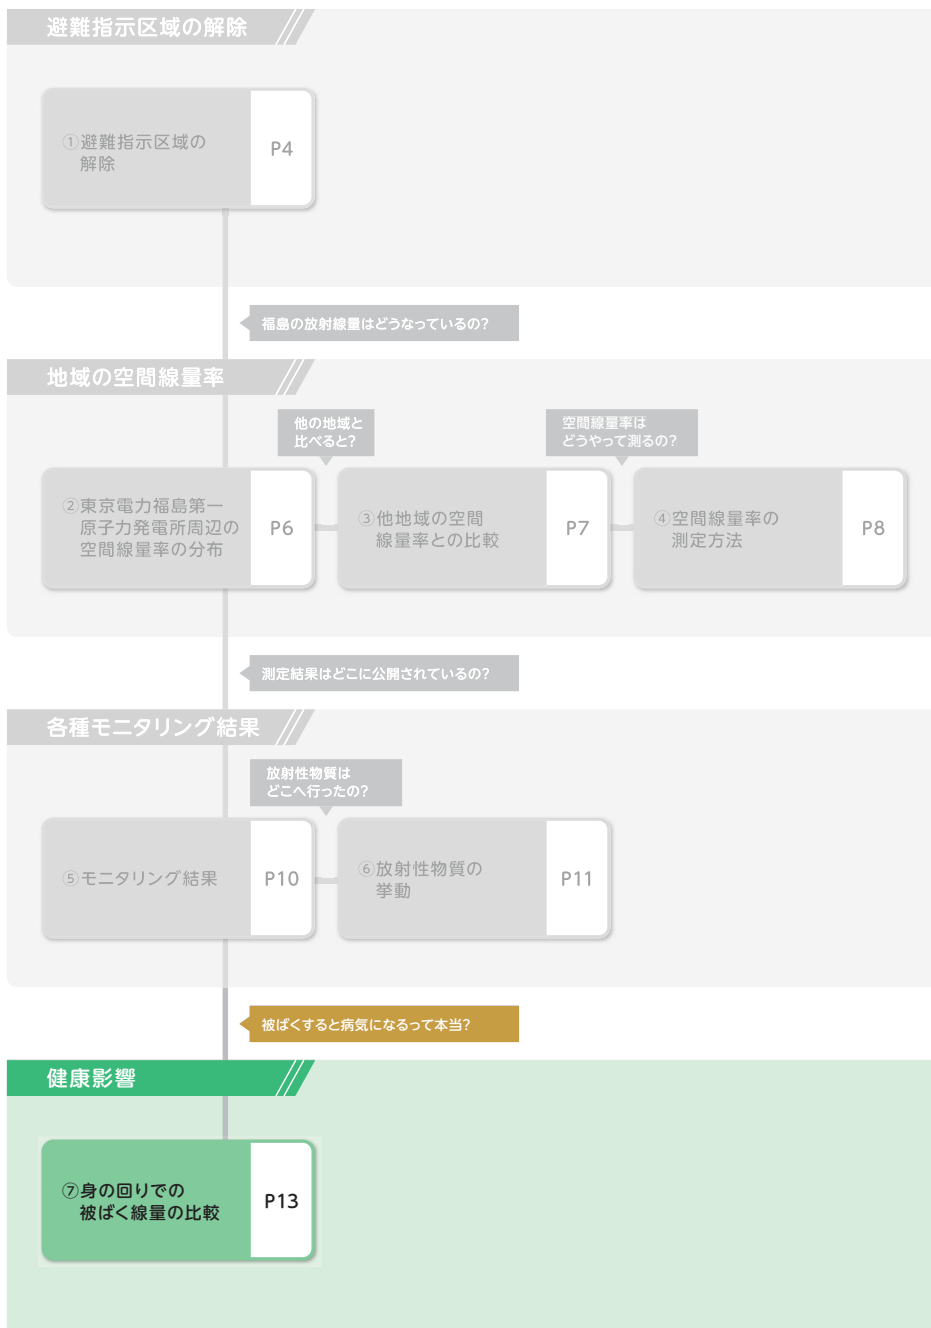 避難指示区域の解除
①避難指示区域の
解除
P4
福島の放射線量はどうなっているの?
地域の空間線量率
他の地域と
比べると?
空間線量率は
どうやって測るの?
②東京電力福島第一
原子力発電所周辺の
空間線量率の分布
P6
③他地域の空間
線量率との比較
P7
④空間線量率の
測定方法
P8
測定結果はどこに公開されているの?
各種モニタリング結果
放射性物質は
どこへ行ったの?
⑤モニタリング結果
P10
⑥放射性物質の
挙動
P11
被ばくすると病気になるって本当?
健康影響
⑦身の回りでの
被ばく線量の比較
P13